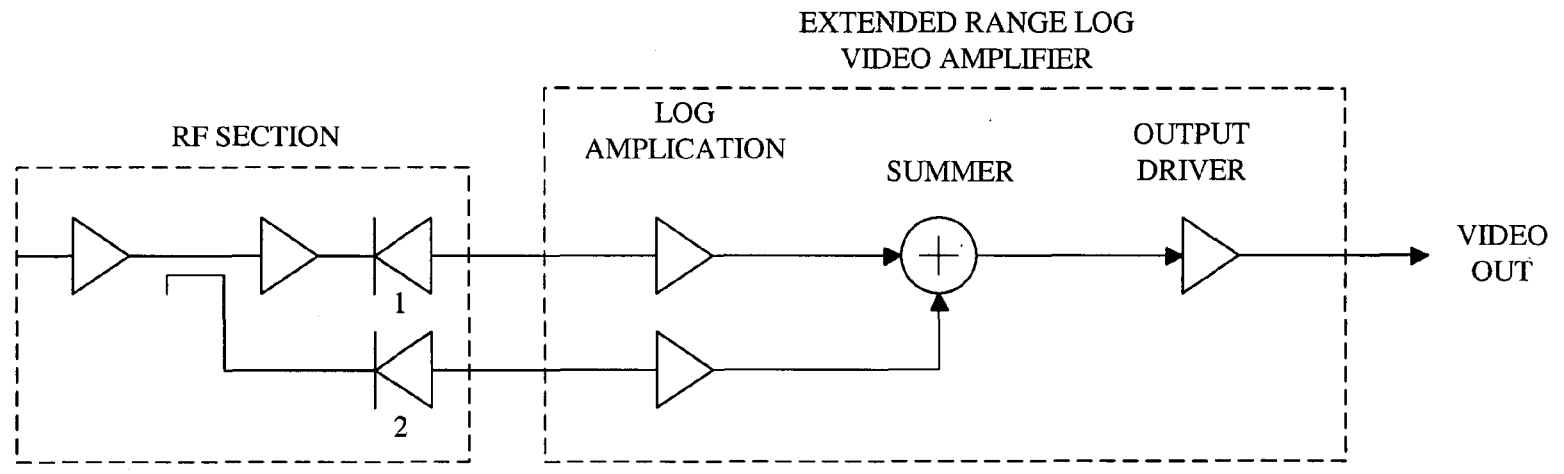 EXTENDED RANGE LOG
VIDEO AMPLIFIER
RF SECTION
LOG
AMPLICATION
SUMMER
OUTPUT
DRIVER
VIDEO
OUT
1
2